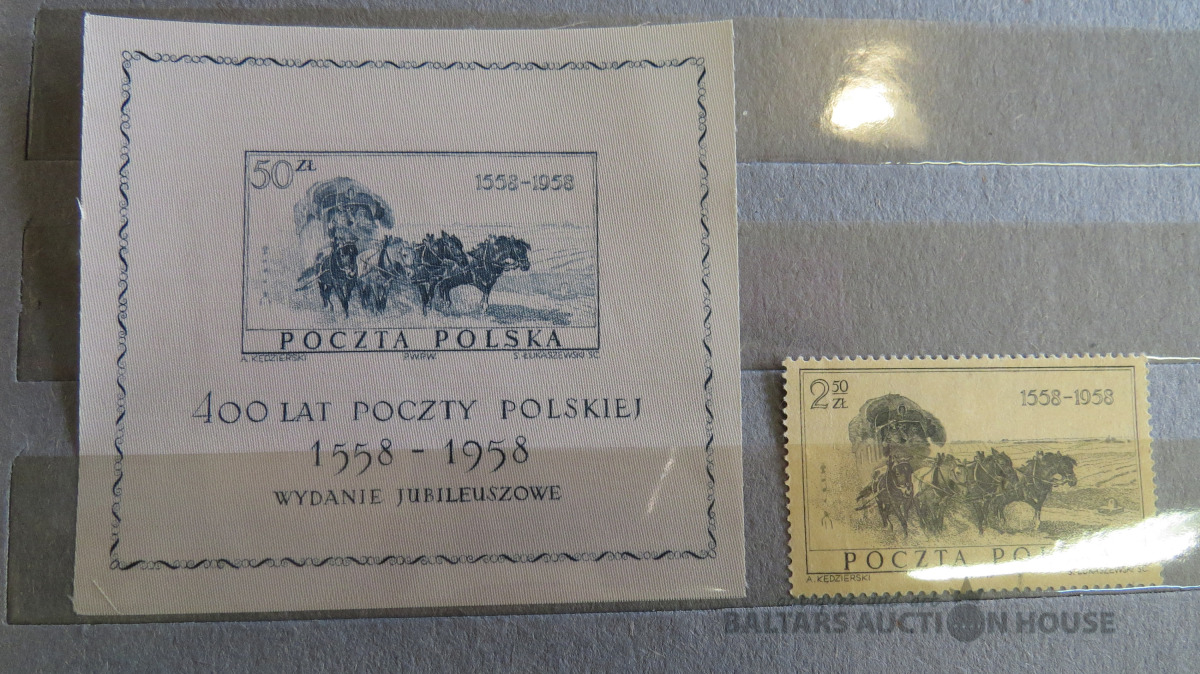 50 ZŁ
1558-1958
POCZTA POLSKA
A. KĘDZIERSKI PWPW. S. ŁUKASZEWSKI SC.
400 LAT POCZTY POLSKIEJ
1558 - 1958
WYDANIE JUBILEUSZOWE
2 50 ZŁ
1558-1958
POCZTA
A. KĘDZIERSKI
BALTARS AUCTION HOUSE